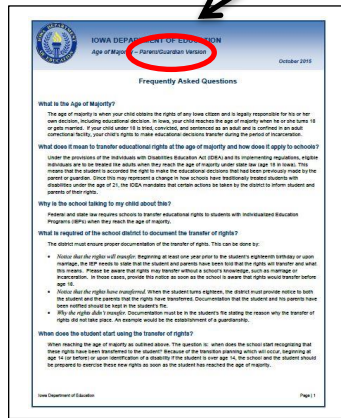 IOWA DEPARTMENT OF EDUCATION
Age of Majority – Parent/Guardian Version
October 2015
Frequently Asked Questions
What is the Age of Majority?
The age of majority is when your child obtains the rights of any Iowa citizen and is legally responsible for his or her
own decision, including educational decision. In Iowa, your child reaches the age of majority when he or she turns 18
or gets married. If your child under 18 is tried, convicted, and sentenced as an adult and is confined in an adult
correctional facility, your child's rights to make educational decisions transfer during the period of incarceration.
What does it mean to transfer educational rights at the age of majority and how does it apply to schools?
Under the provisions of the Individuals with Disabilities Education Act (IDEA) and its implementing regulations, eligible
individuals are to be treated like adults when they reach the age of majority under state law (age 18 in Iowa). This
means that the student is accorded the right to make the educational decisions that had been previously made by the
parent or guardian. Since this may represent a change in how schools have traditionally treated students with
disabilities under the age of 21, the IDEA mandates that certain actions be taken by the district to inform student and
parents of their rights.
Why is the school talking to my child about this?
Federal and state law requires schools to transfer educational rights to students with Individualized Education
Programs (IEPs) when they reach the age of majority.
What is required of the school district to document the transfer of rights?
The district must ensure proper documentation of the transfer of rights. This can be done by:
• Notice that the rights will transfer. Beginning at least one year prior to the student's eighteenth birthday or upon
marriage, the IEP needs to state that the student and parents have been told that the rights will transfer and what
this means. Please be aware that rights may transfer without a school's knowledge, such as marriage or
incarceration. In those cases, provide this notice as soon as the school is aware that rights would transfer before
age 18.
• Notice that the rights have transferred. When the student turns eighteen, the district must provide notice to both
the student and the parents that the rights have transferred. Documentation that the student and his parents have
been notified should be kept in the student's file.
• Why the rights didn't transfer. Documentation must be in the student's file stating the reason why the transfer of
rights did not take place. An example would be the establishment of a guardianship.
When does the student start using the transfer of rights?
When reaching the age of majority as outlined above. The question is: when does the school start recognizing that
these rights have been transferred to the student? Because of the transition planning which will occur, beginning at
age 14 (or before) or upon identification of a disability if the student is over age 14, the school and the student should
be prepared to exercise these new rights as soon as the student has reached the age of majority.
Iowa Department of Education
Page | 1